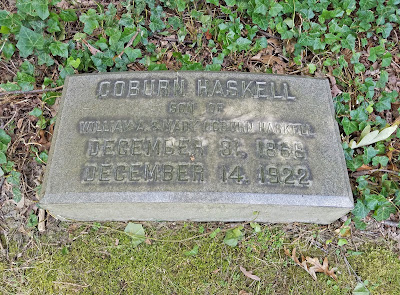 COBURN HASKELL
SON OF
WILLIAM A. & MARY COBURN HASKELL
DECEMBER 31, 1868
DECEMBER 14, 1922